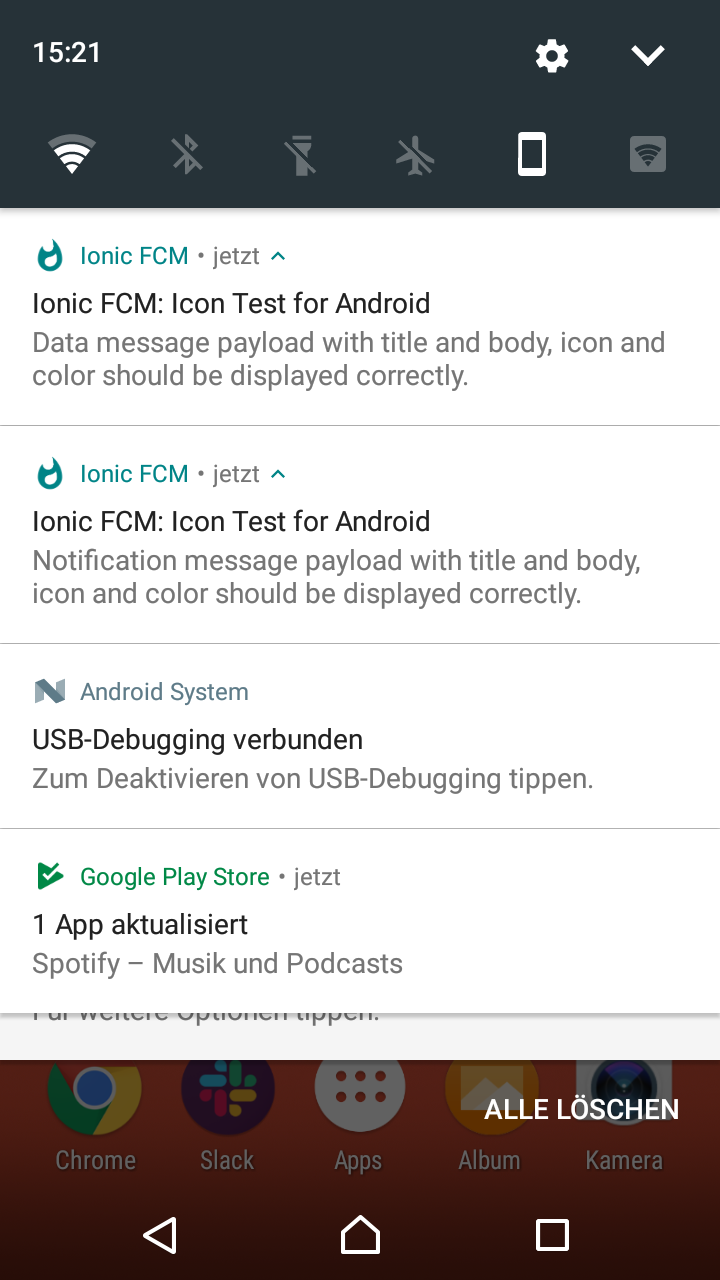 15:21
Ionic FCM • jetzt
Ionic FCM: Icon Test for Android
Data message payload with title and body, icon and
color should be displayed correctly.
Ionic FCM • jetzt
Ionic FCM: Icon Test for Android
Notification message payload with title and body,
icon and color should be displayed correctly.
Android System
USB-Debugging verbunden
Zum Deaktivieren von USB-Debugging tippen.
Google Play Store • jetzt
1 App aktualisiert
Spotify – Musik und Podcasts
Für weitere Optionen tippen.
ALLE LÖSCHEN
Chrome Slack Apps Album Kamera